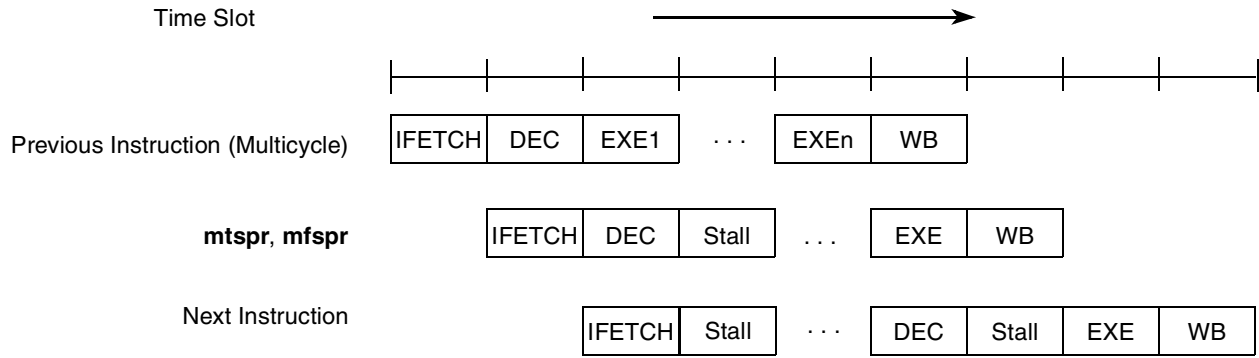 Time Slot
Previous Instruction (Multicycle) IFETCH DEC EXE1 . . . EXEn WB
mtspr, mfspr IFETCH DEC Stall . . . EXE WB
Next Instruction IFETCH Stall . . . DEC Stall EXE WB